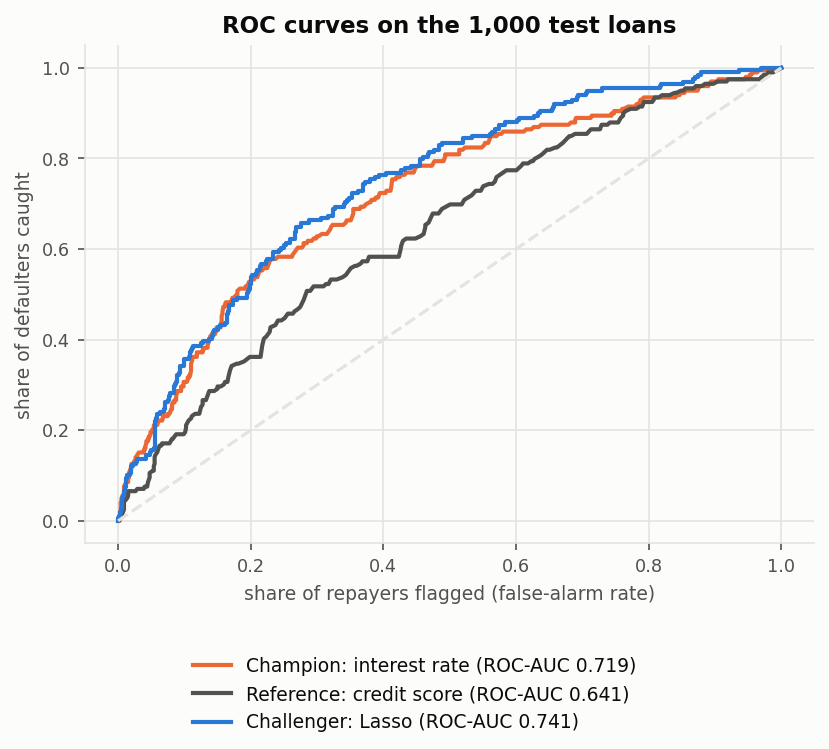 ROC curves on the 1,000 test loans
share of defaulters caught
1.0
0.8
0.6
0.4
0.2
0.0
0.0 0.2 0.4 0.6 0.8 1.0
share of repayers flagged (false-alarm rate)
Champion: interest rate (ROC-AUC 0.719)
Reference: credit score (ROC-AUC 0.641)
Challenger: Lasso (ROC-AUC 0.741)